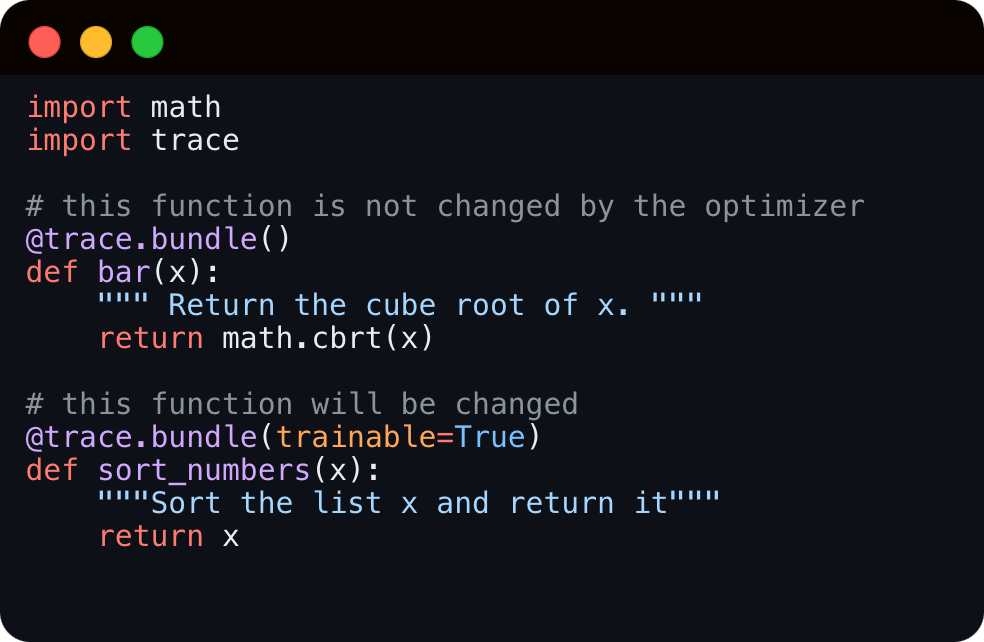 import math
import trace

# this function is not changed by the optimizer
@trace.bundle()
def bar(x):
    """ Return the cube root of x. """
    return math.cbrt(x)

# this function will be changed
@trace.bundle(trainable=True)
def sort_numbers(x):
    """Sort the list x and return it"""
    return x